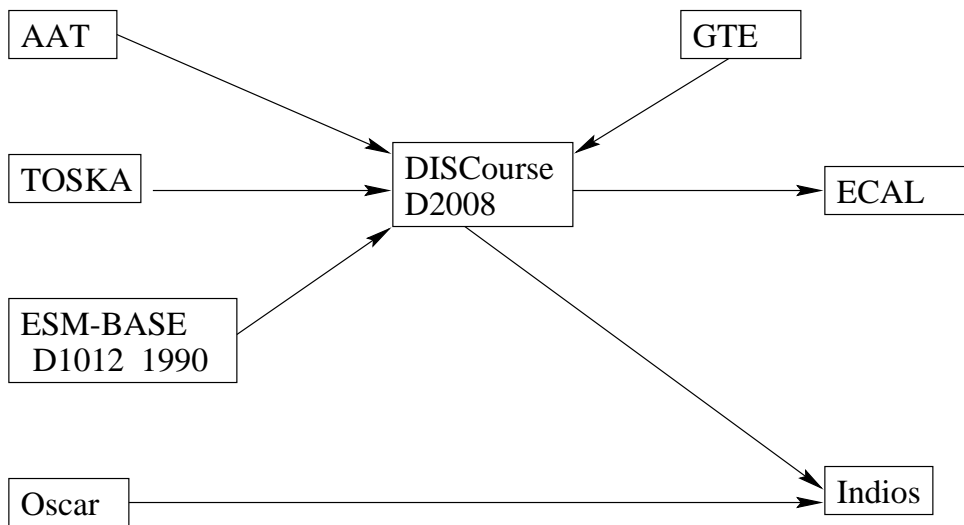 AAT
GTE
DISCourse
D2008
TOSKA
ECAL
ESM-BASE
D1012 1990
Oscar
Indios